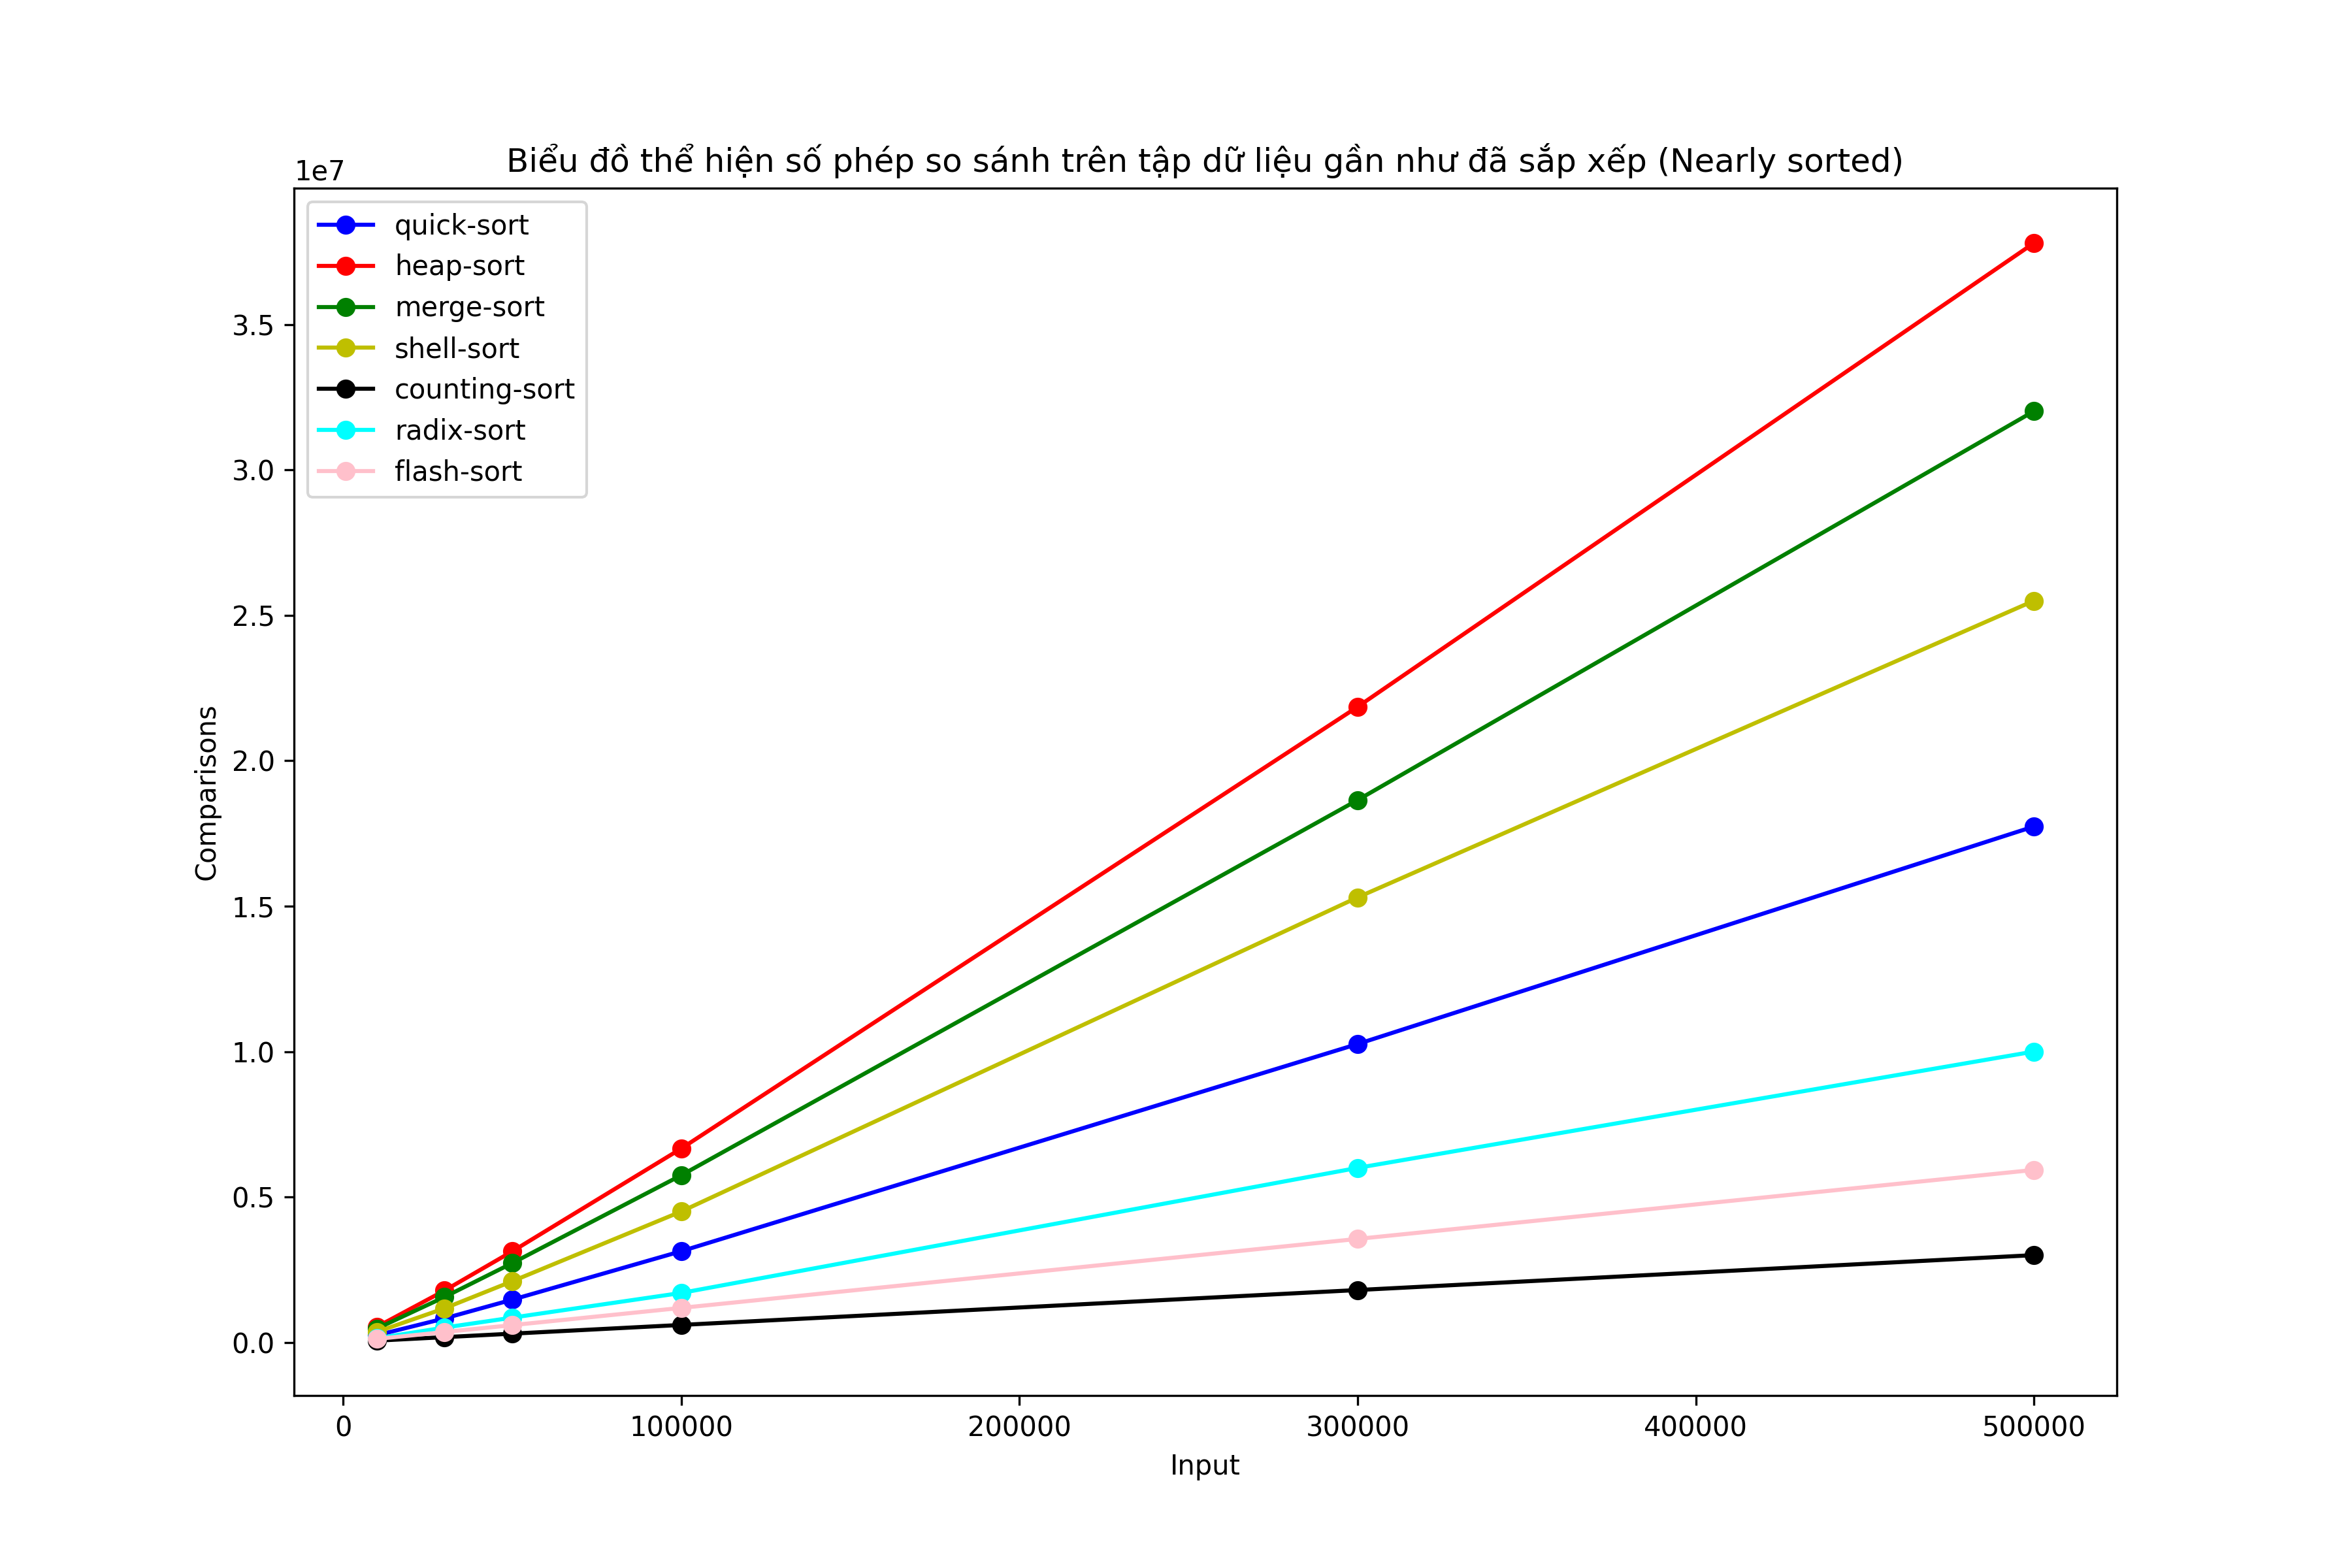 Biểu đồ thể hiện số phép so sánh trên tập dữ liệu gần như đã sắp xếp (Nearly sorted)
1e7
quick-sort
heap-sort
merge-sort
shell-sort
counting-sort
radix-sort
flash-sort
Comparisons
3.5
3.0
2.5
2.0
1.5
1.0
0.5
0.0
0 100000 200000 300000 400000 500000
Input